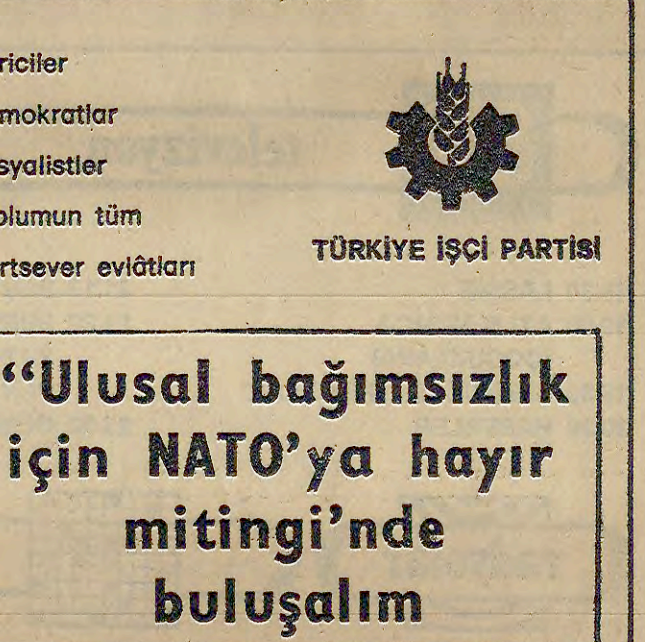 riciler
mokratlar
syalistler
olumun tüm
rtsever evlâtları
TÜRKİYE İŞÇİ PARTİSİ
“Ulusal bağımsızlık
için NATO’ya hayır
mitingi’nde
buluşalım